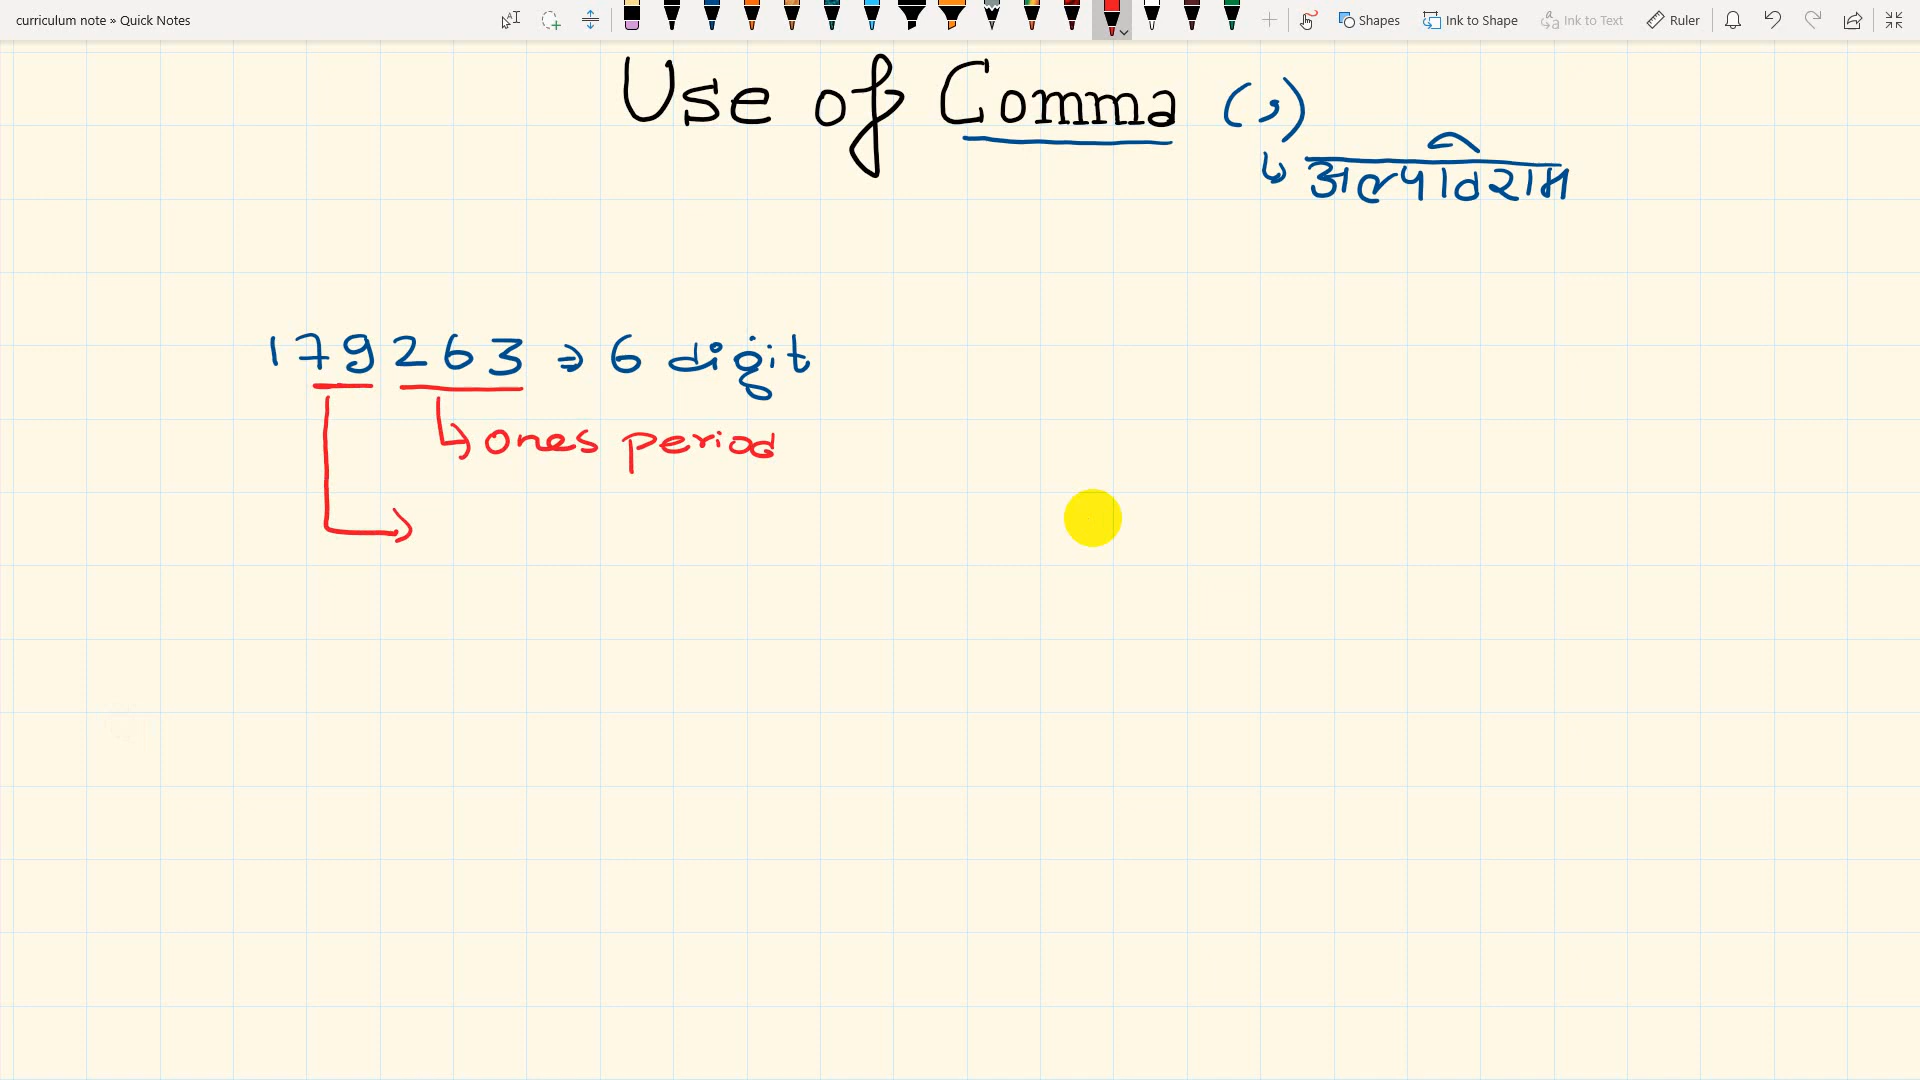 curriculum note » Quick Notes
Shapes
Ink to Shape
Ink to Text
Ruler
Use of Comma (,)
अल्पविराम
179263 ⇒ 6 digit
↳ ones period